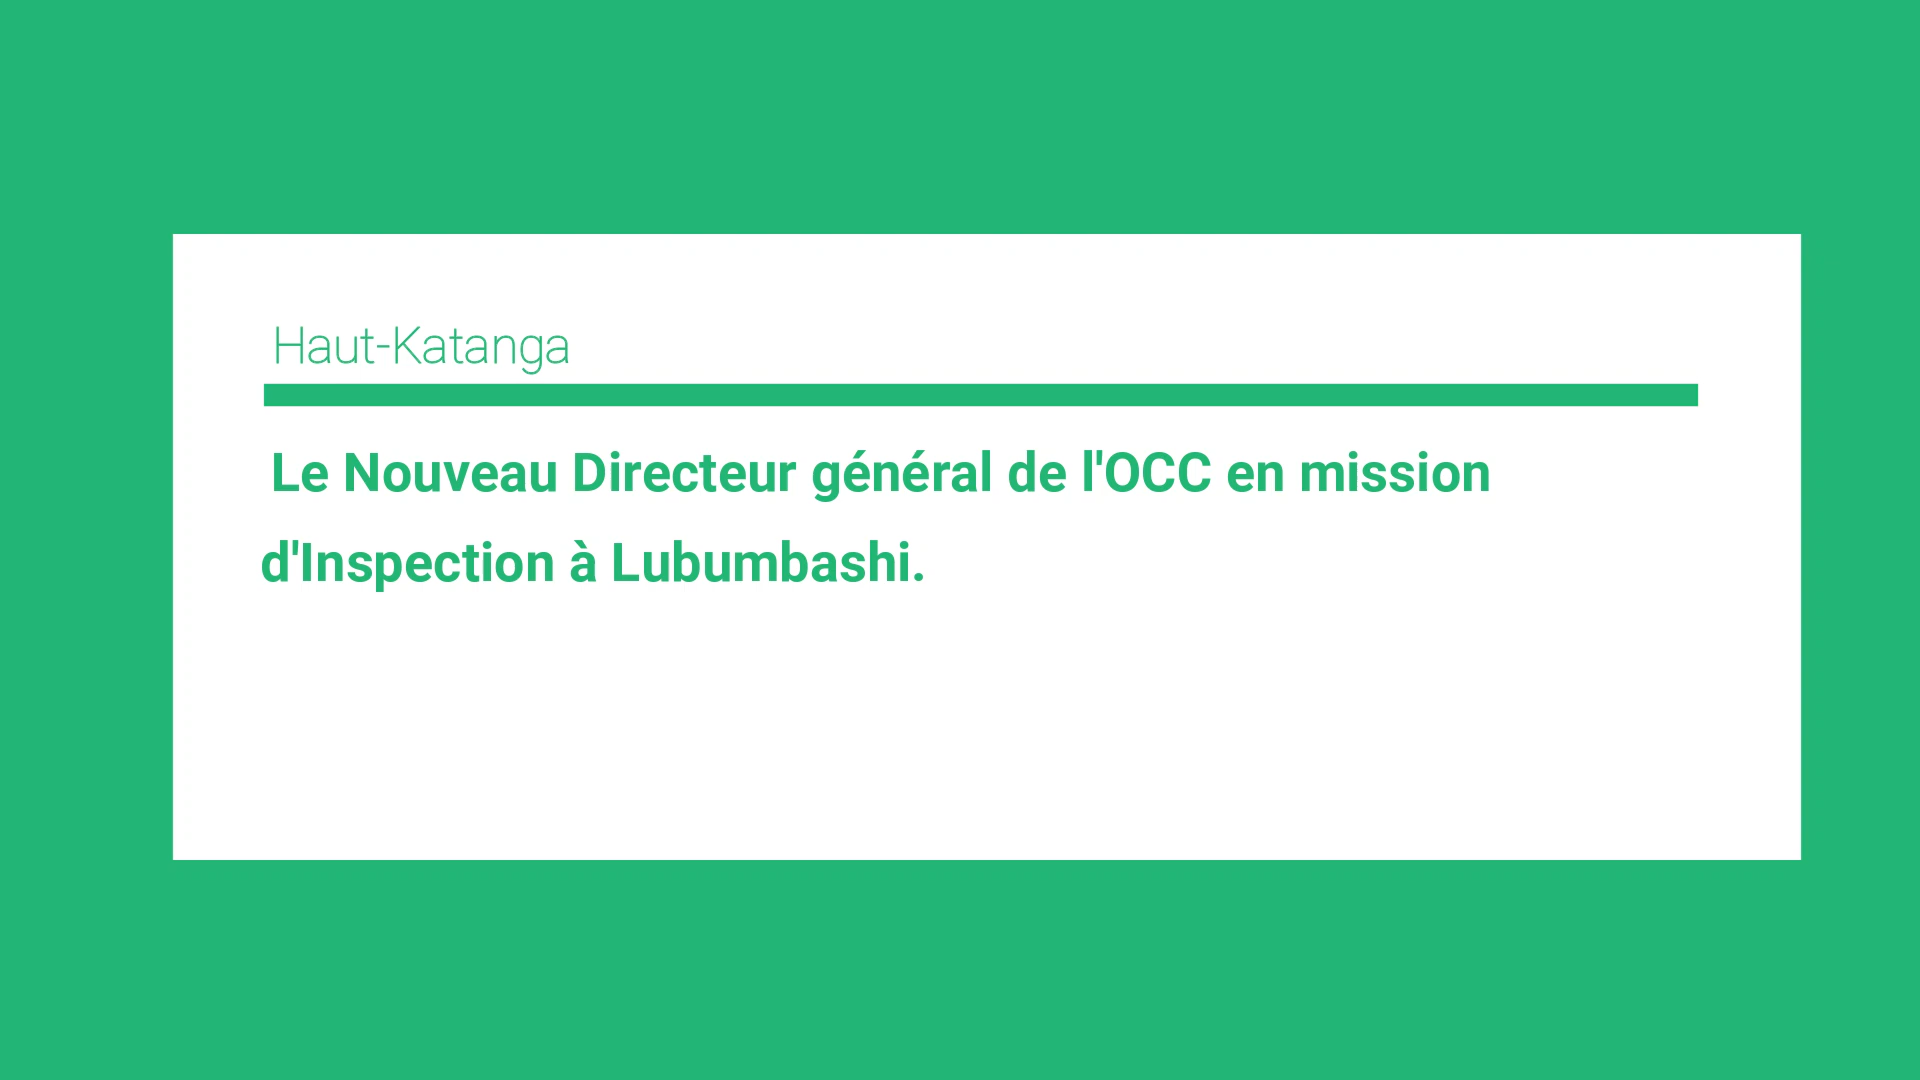 Haut-Katanga
Le Nouveau Directeur général de l'OCC en mission
d'Inspection à Lubumbashi.